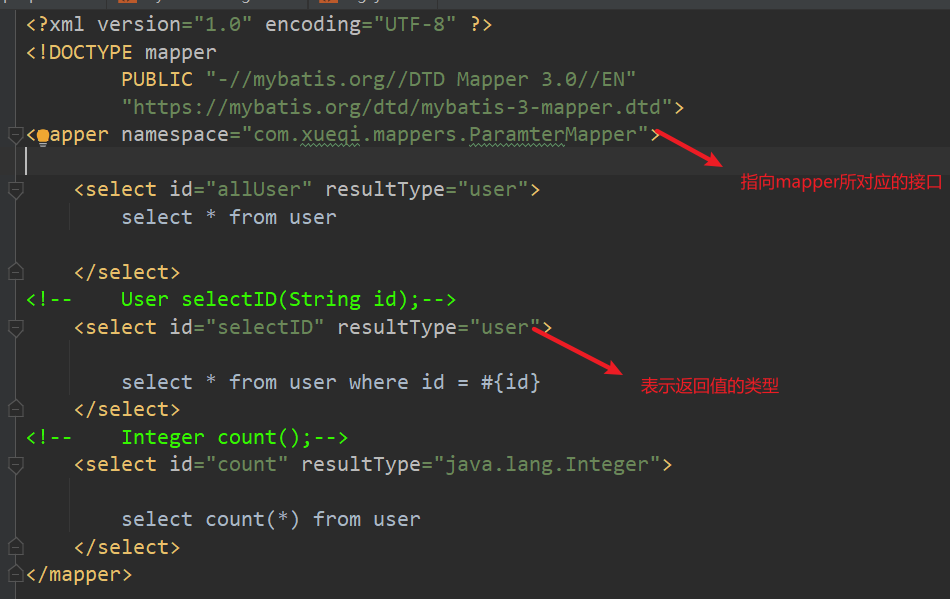 <?xml version="1.0" encoding="UTF-8" ?>
<!DOCTYPE mapper
PUBLIC "-//mybatis.org//DTD Mapper 3.0//EN"
"https://mybatis.org/dtd/mybatis-3-mapper.dtd">
<mapper namespace="com.xueqi.mappers.ParamterMapper">
指向mapper所对应的接口
<select id="allUser" resultType="user">
select * from user
</select>
<!-- User selectID(String id);-->
<select id="selectID" resultType="user">
表示返回值的类型
select * from user where id = #{id}
</select>
<!-- Integer count();-->
<select id="count" resultType="java.lang.Integer">
select count(*) from user
</select>
</mapper>